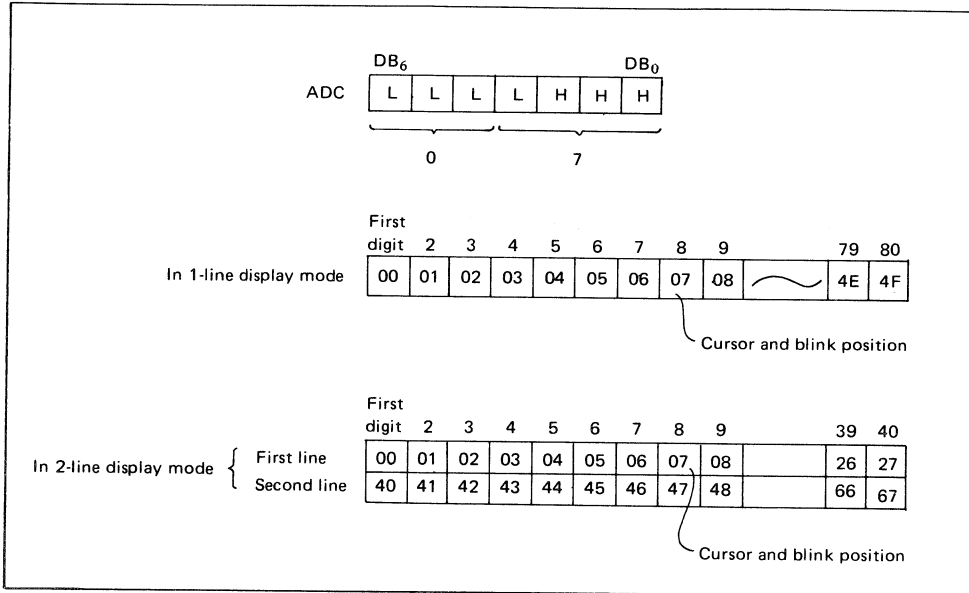 DB6 DB0
ADC L L L L H H H
0 7
First
digit 2 3 4 5 6 7 8 9 79 80
In 1-line display mode 00 01 02 03 04 05 06 07 08 4E 4F
Cursor and blink position
First
digit 2 3 4 5 6 7 8 9 39 40
In 2-line display mode { First line 00 01 02 03 04 05 06 07 08 26 27
Second line 40 41 42 43 44 45 46 47 48 66 67
Cursor and blink position